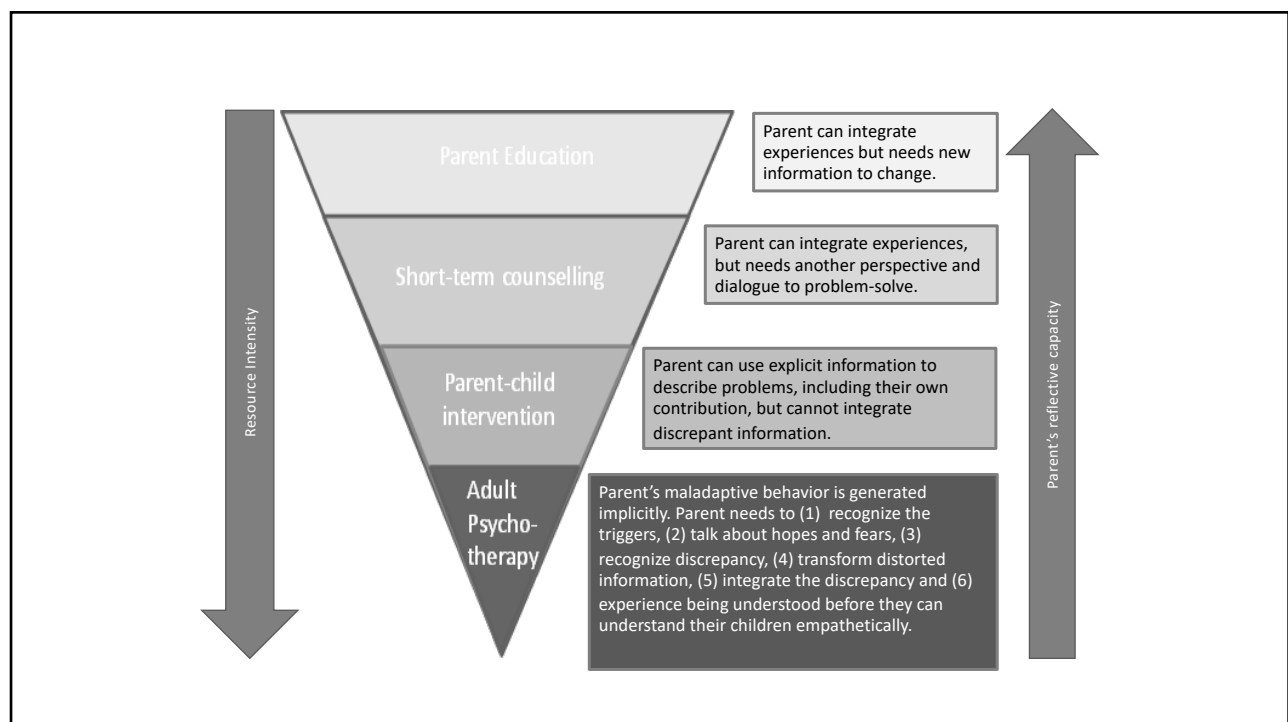 Parent Education
Parent can integrate
experiences but needs new
information to change.
Short-term counselling
Parent can integrate experiences,
but needs another perspective and
dialogue to problem-solve.
Parent-child
intervention
Parent can use explicit information to
describe problems, including their own
contribution, but cannot integrate
discrepant information.
Adult
Psycho-
therapy
Parent's maladaptive behavior is generated
implicitly. Parent needs to (1) recognize the
triggers, (2) talk about hopes and fears, (3)
recognize discrepancy, (4) transform distorted
information, (5) integrate the discrepancy and (6)
experience being understood before they can
understand their children empathetically.
Resource Intensity
Parent's reflective capacity